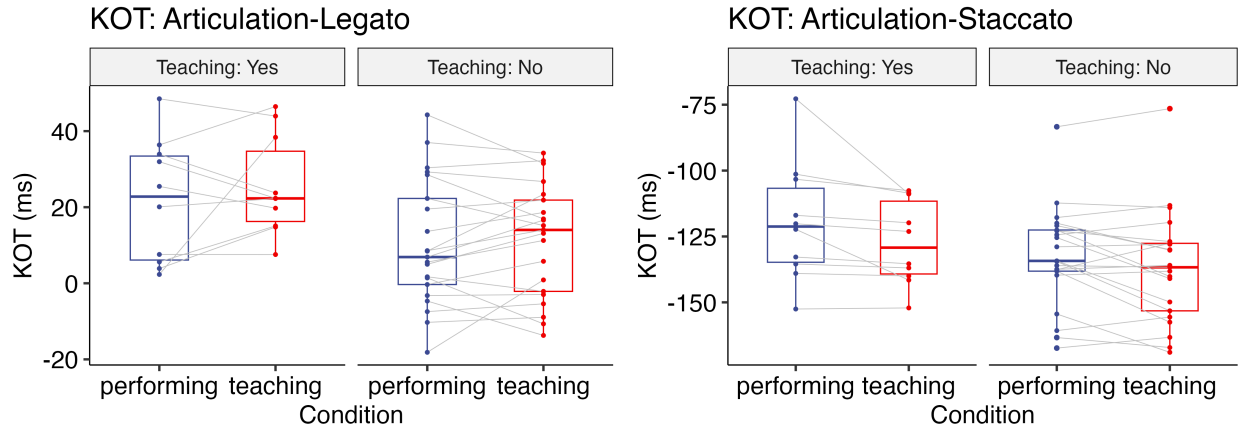 KOT: Articulation-Legato
Teaching: Yes
Teaching: No
KOT (ms)
40
20
0
-20
performing
teaching
performing
teaching
Condition
KOT: Articulation-Staccato
Teaching: Yes
Teaching: No
KOT (ms)
-75
-100
-125
-150
performing
teaching
performing
teaching
Condition